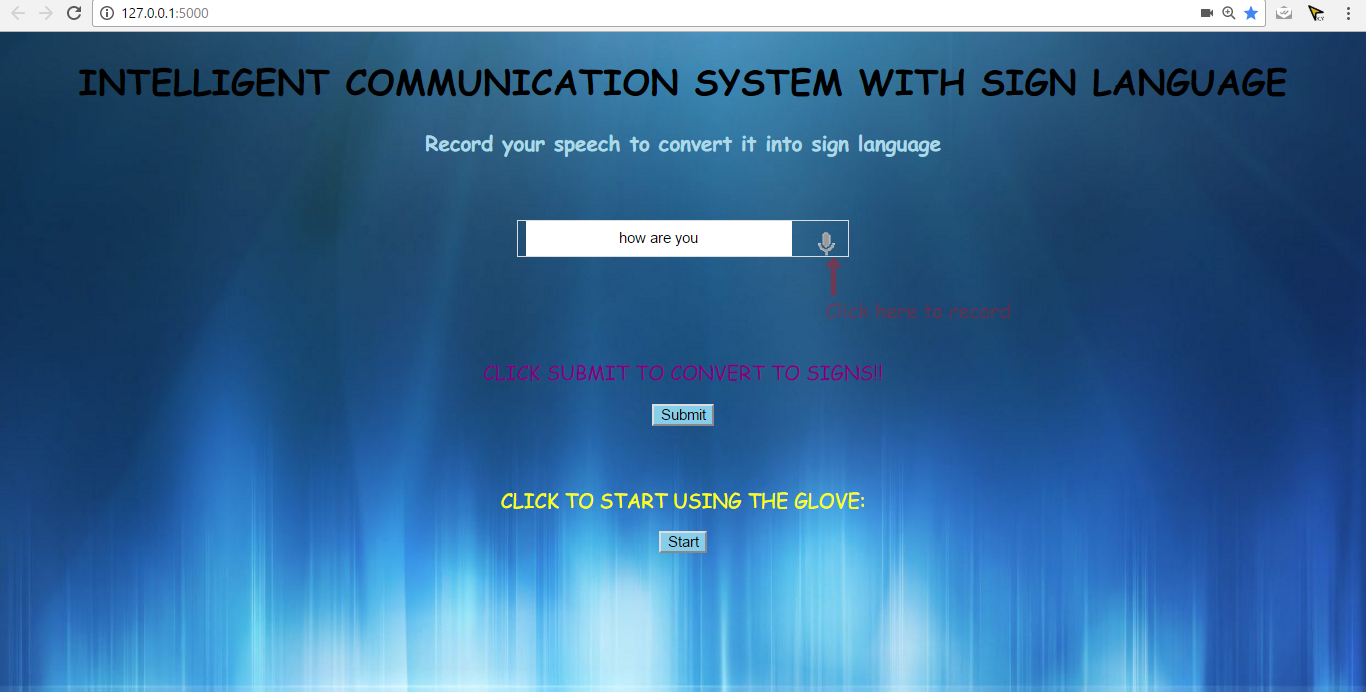 127.0.0.1:5000
INTELLIGENT COMMUNICATION SYSTEM WITH SIGN LANGUAGE
Record your speech to convert it into sign language
how are you
Click here to record
CLICK SUBMIT TO CONVERT TO SIGNS!!
Submit
CLICK TO START USING THE GLOVE:
Start